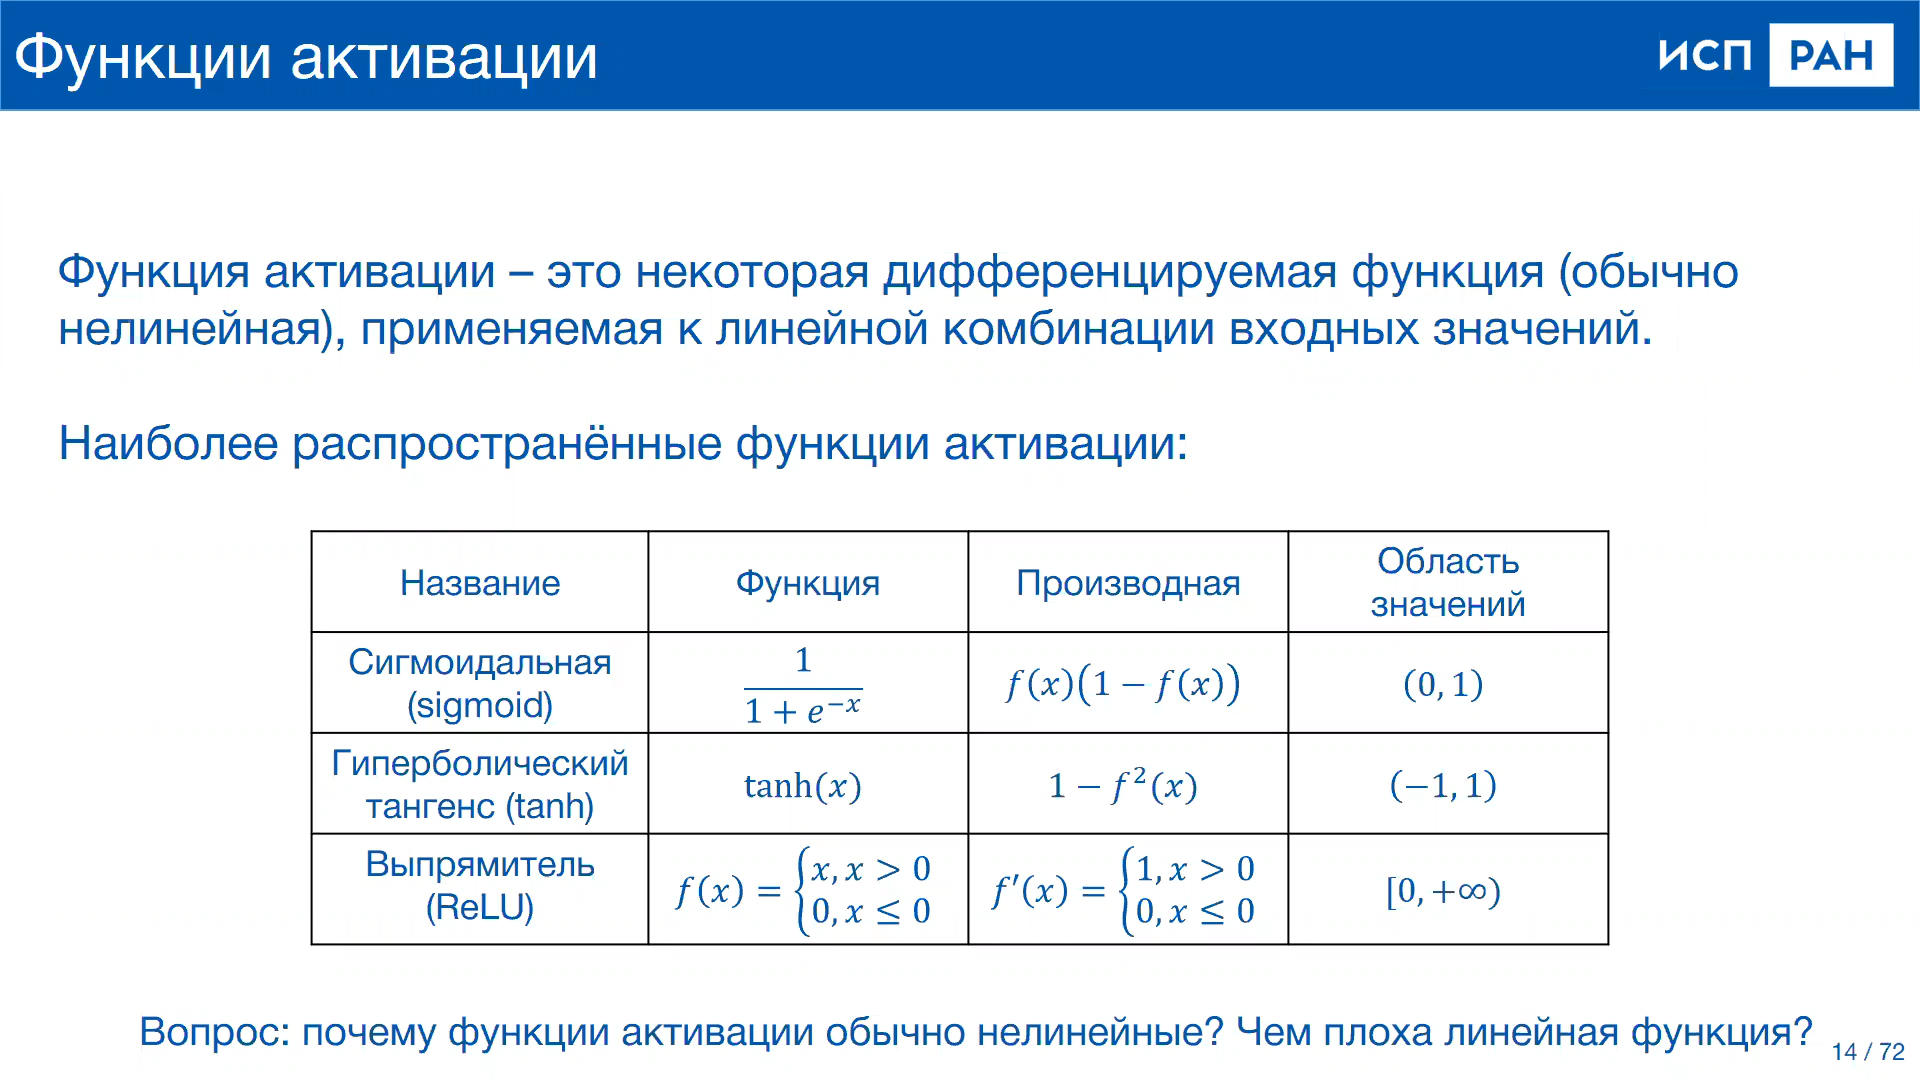 Функции активации
ИСП РАН
Функция активации – это некоторая дифференцируемая функция (обычно
нелинейная), применяемая к линейной комбинации входных значений.
Наиболее распространённые функции активации:
Название Функция Производная Область значений
Сигмоидальная (sigmoid) 1 / (1 + e^{-x}) f(x)(1 − f(x)) (0, 1)
Гиперболический тангенс (tanh) tanh(x) 1 − f²(x) (−1, 1)
Выпрямитель (ReLU) f(x) = {x, x > 0 0, x ≤ 0 f′(x) = {1, x > 0 0, x ≤ 0 [0, +∞)
Вопрос: почему функции активации обычно нелинейные? Чем плоха линейная функция?
14 / 72